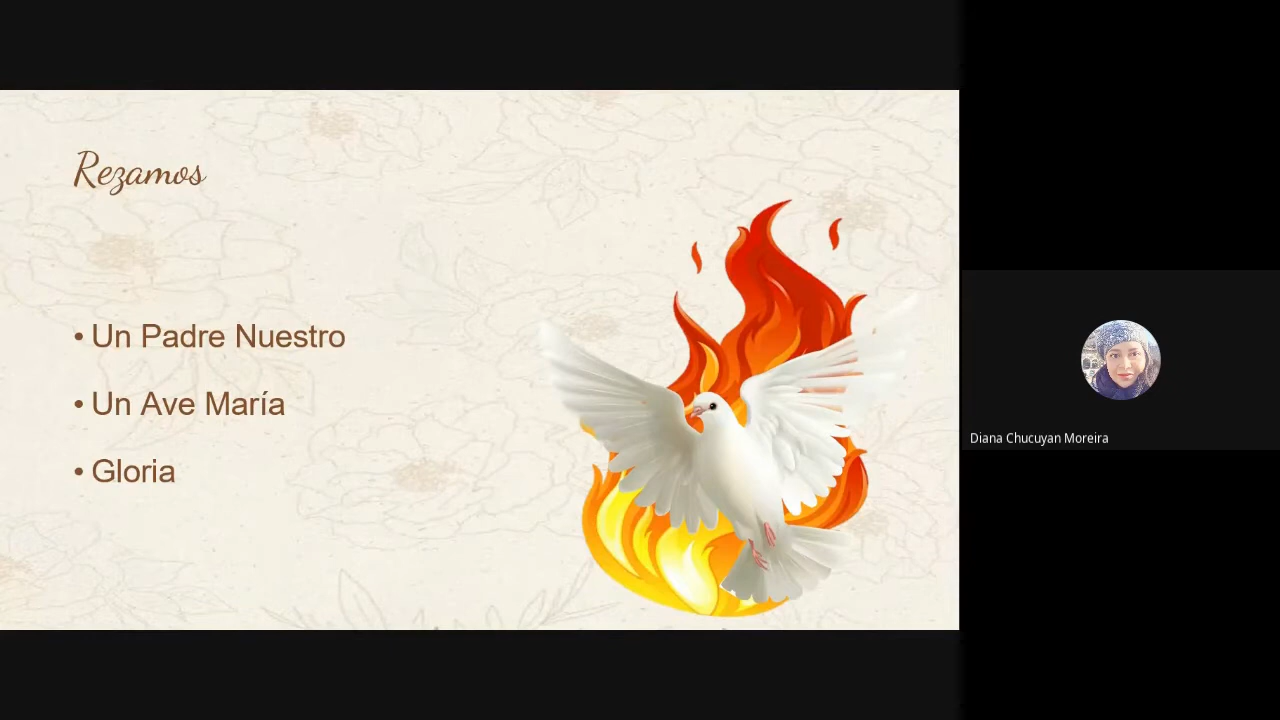 Rezamos
• Un Padre Nuestro
• Un Ave María
• Gloria
Diana Chucuyan Moreira